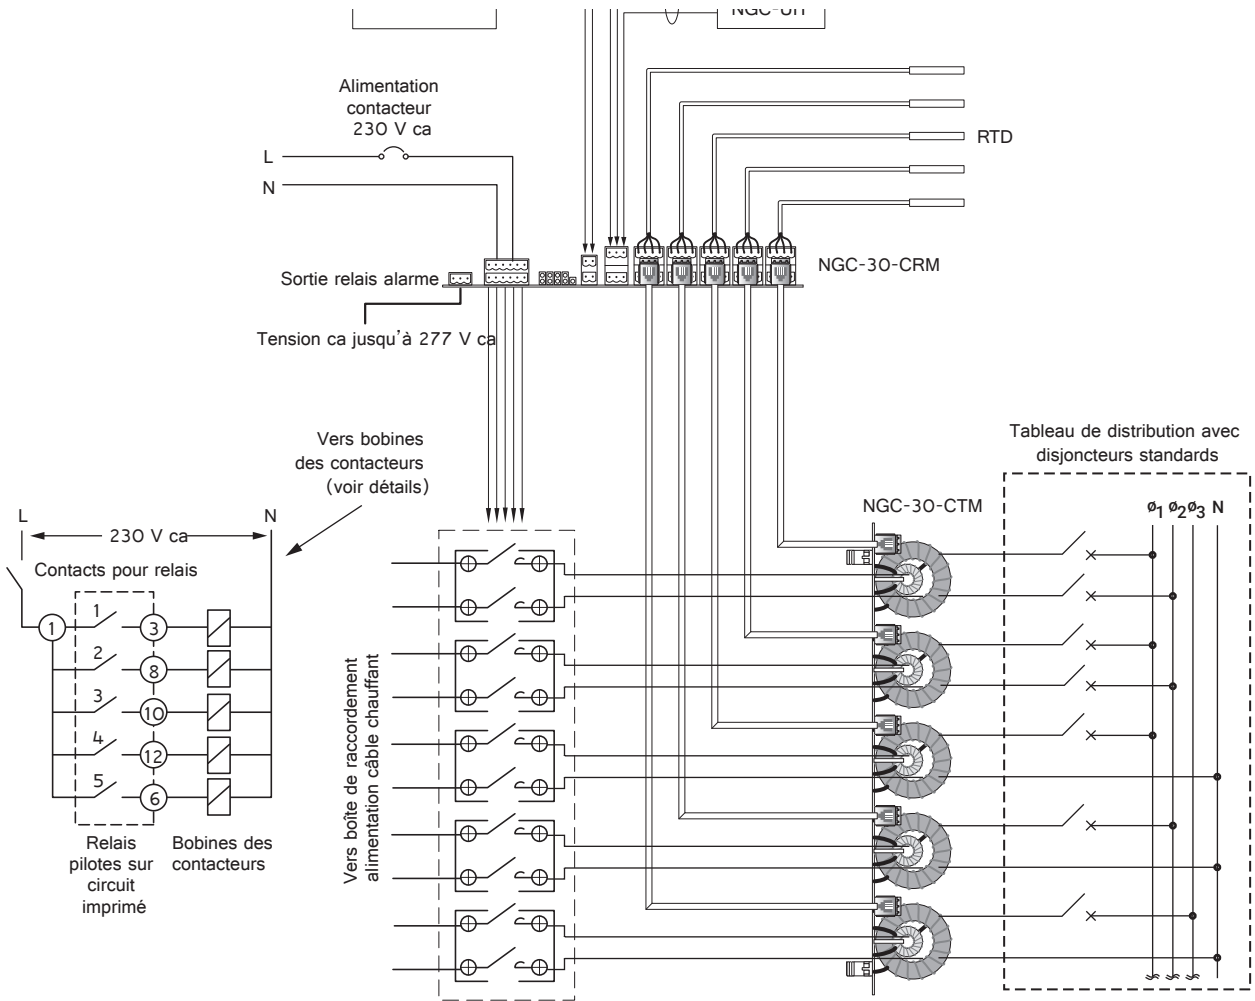 NGC-UIT
Alimentation
contacteur
230 V ca
L
N
RTD
NGC-30-CRM
Sortie relais alarme
Tension ca jusqu'à 277 V ca
Vers bobines
des contacteurs
(voir détails)
Tableau de distribution avec
disjoncteurs standards
NGC-30-CTM
ø1 ø2 ø3 N
L
N
230 V ca
Contacts pour relais
1
1
3
2
8
3
10
4
12
5
6
Relais
pilotes sur
circuit
imprimé
Bobines des
contacteurs
Vers boîte de raccordement
alimentation câble chauffant